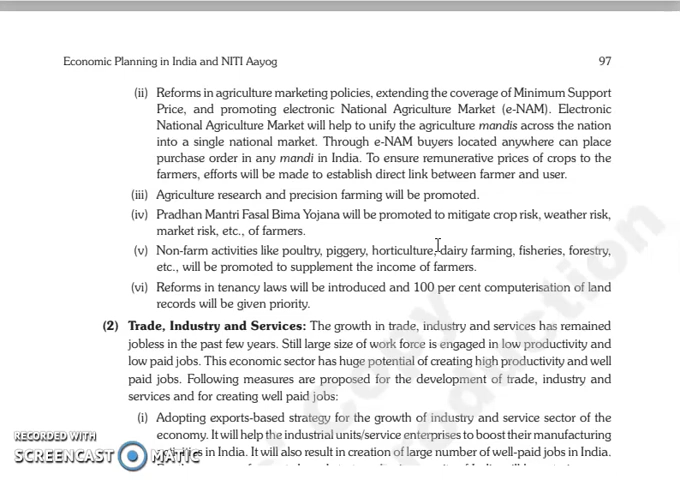 Economic Planning in India and NITI Aayog 97
(ii) Reforms in agriculture marketing policies, extending the coverage of Minimum Support
Price, and promoting electronic National Agriculture Market (e-NAM). Electronic
National Agriculture Market will help to unify the agriculture mandis across the nation
into a single national market. Through e-NAM buyers located anywhere can place
purchase order in any mandi in India. To ensure remunerative prices of crops to the
farmers, efforts will be made to establish direct link between farmer and user.
(iii) Agriculture research and precision farming will be promoted.
(iv) Pradhan Mantri Fasal Bima Yojana will be promoted to mitigate crop risk, weather risk,
market risk, etc., of farmers.
(v) Non-farm activities like poultry, piggery, horticulture, dairy farming, fisheries, forestry,
etc., will be promoted to supplement the income of farmers.
(vi) Reforms in tenancy laws will be introduced and 100 per cent computerisation of land
records will be given priority.
(2) Trade, Industry and Services: The growth in trade, industry and services has remained
jobless in the past few years. Still large size of work force is engaged in low productivity and
low paid jobs. This economic sector has huge potential of creating high productivity and well
paid jobs. Following measures are proposed for the development of trade, industry and
services and for creating well paid jobs:
(i) Adopting exports-based strategy for the growth of industry and service sector of the
economy. It will help the industrial units/service enterprises to boost their manufacturing
in India. It will also result in creation of large number of well-paid jobs in India.
RECORDED WITH
SCREENCAST MATIC